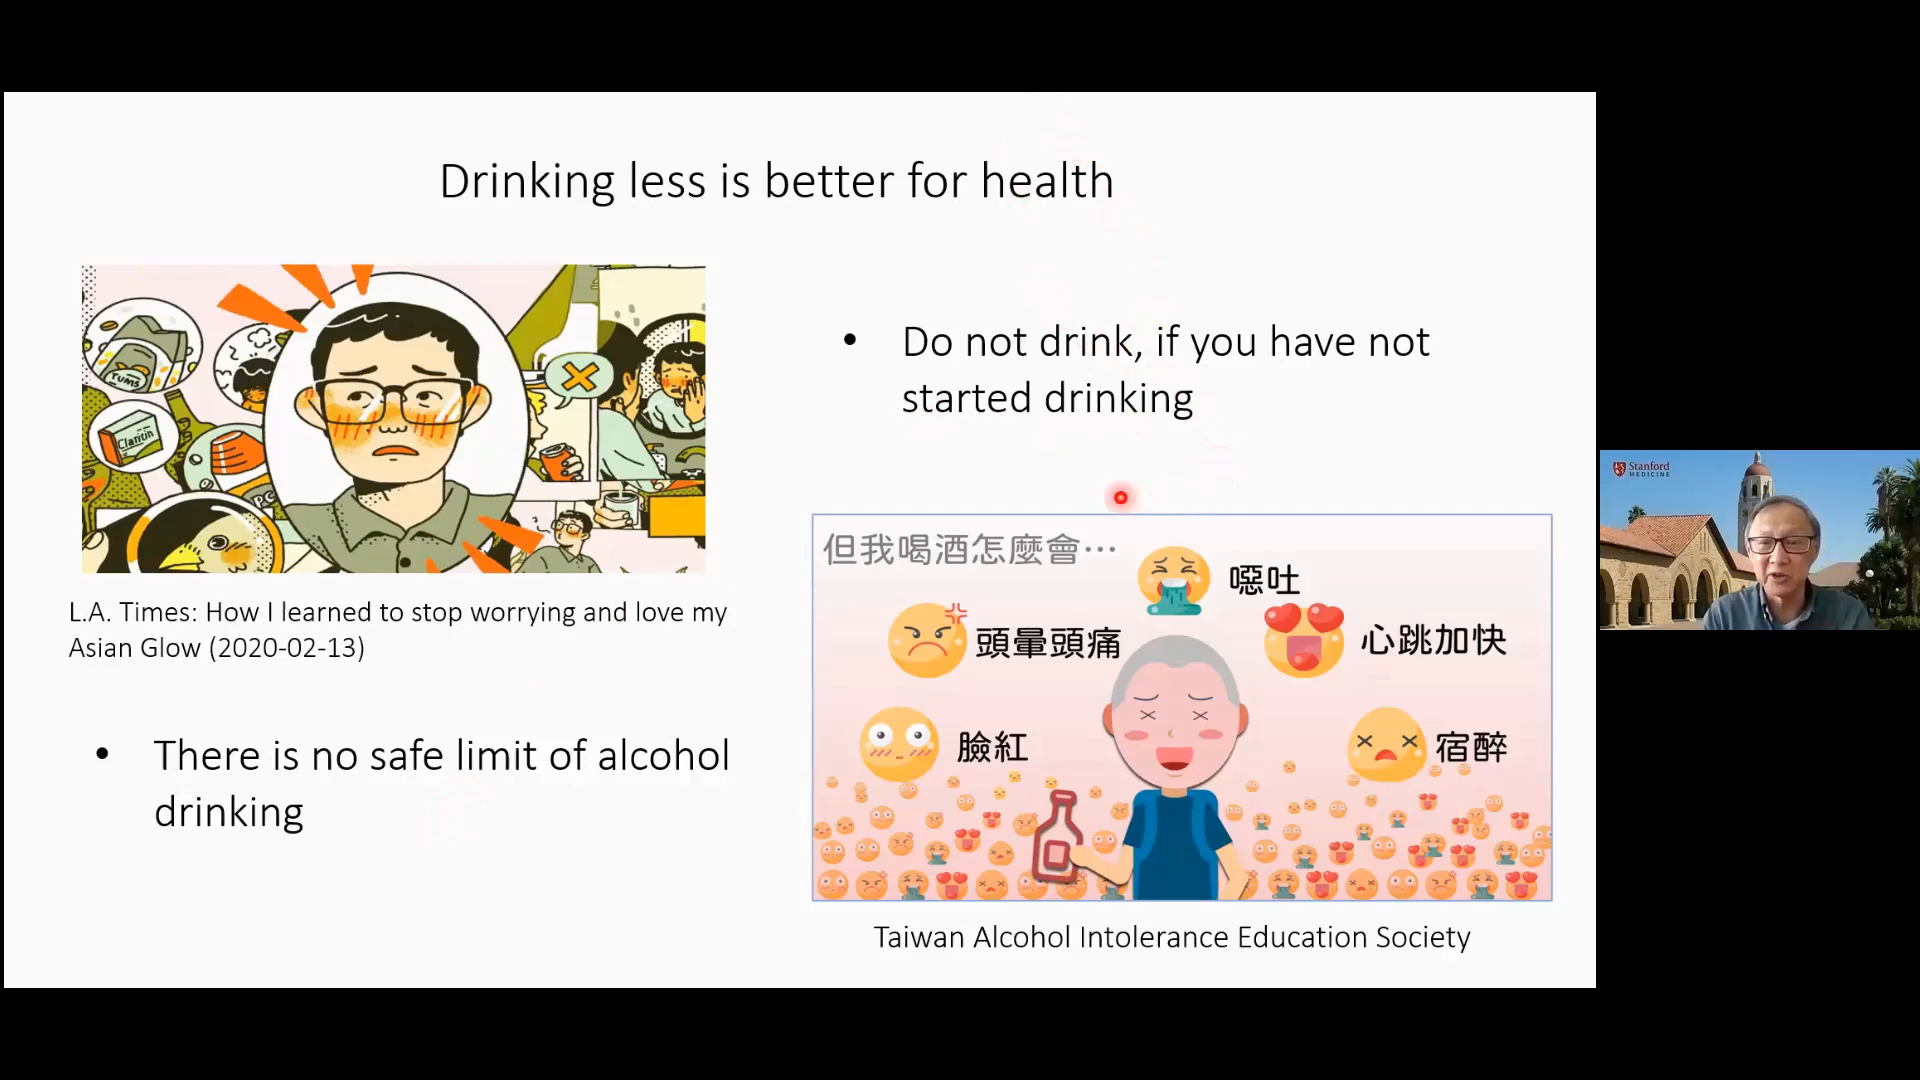 Drinking less is better for health
TUMS
Claritin
L.A. Times: How I learned to stop worrying and love my
Asian Glow (2020-02-13)
• There is no safe limit of alcohol
drinking
• Do not drink, if you have not
started drinking
但我喝酒怎麼會…
噁吐
頭暈頭痛
心跳加快
臉紅
宿醉
Taiwan Alcohol Intolerance Education Society
Stanford
MEDICINE